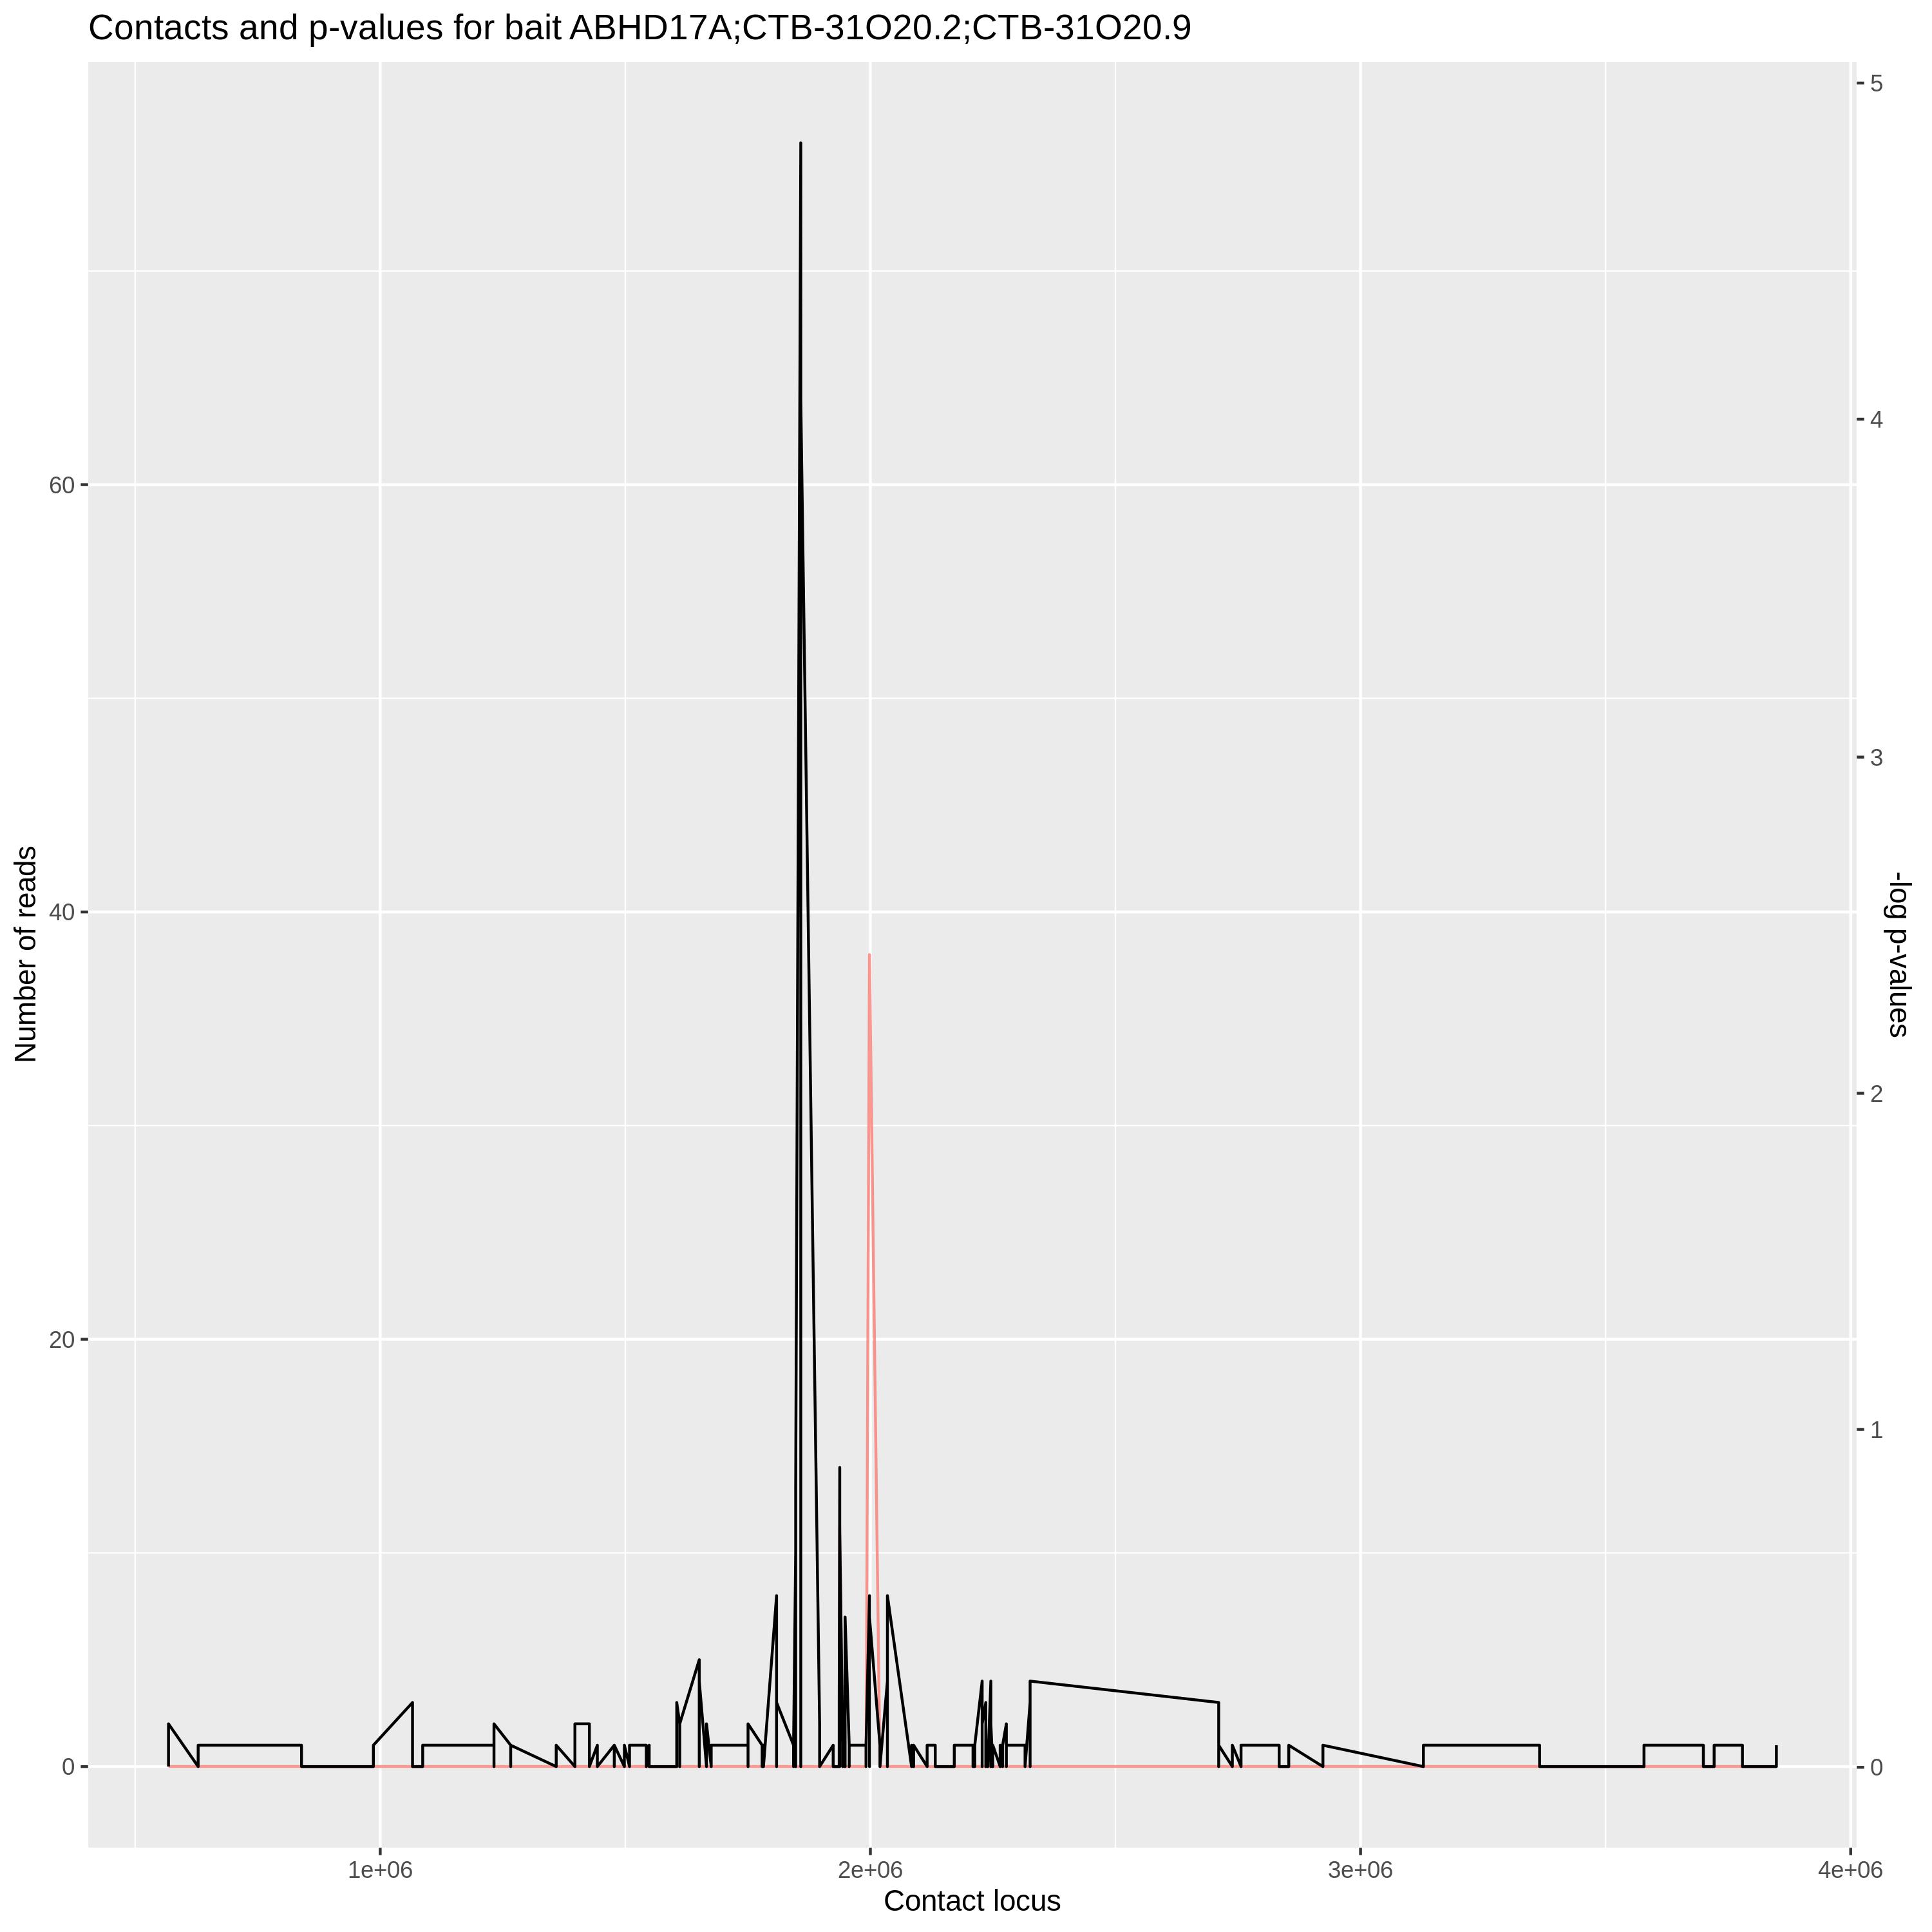 Contacts and p-values for bait ABHD17A;CTB-31O20.2;CTB-31O20.9
Number of reads
60
40
20
0
5
4
3
2
1
0
-log p-values
1e+06 2e+06 3e+06 4e+06
Contact locus